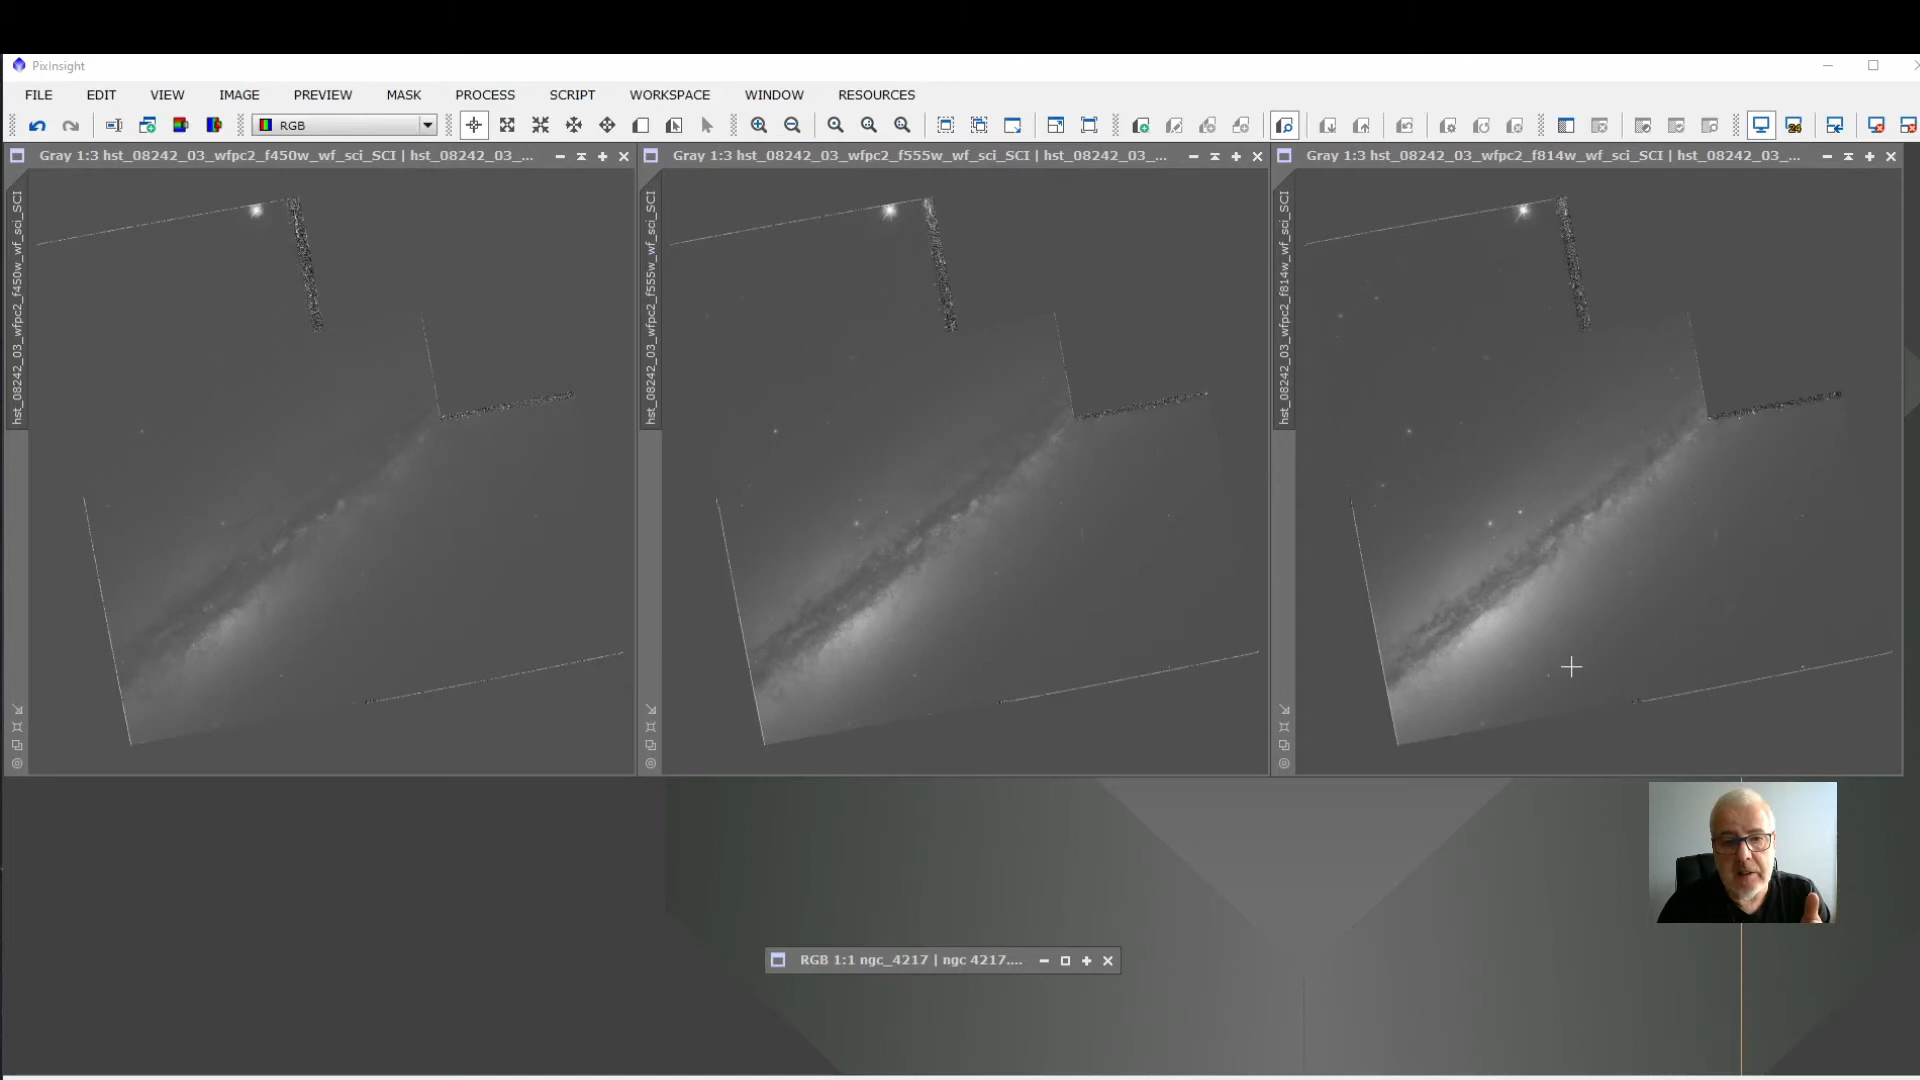 PixInsight
FILE EDIT VIEW IMAGE PREVIEW MASK PROCESS SCRIPT WORKSPACE WINDOW RESOURCES
RGB
24
Gray 1:3 hst_08242_03_wfpc2_f450w_wf_sci_SCI | hst_08242_03_...
Gray 1:3 hst_08242_03_wfpc2_f555w_wf_sci_SCI | hst_08242_03_...
Gray 1:3 hst_08242_03_wfpc2_f814w_wf_sci_SCI | hst_08242_03_...
hst_08242_03_wfpc2_f450w_wf_sci_SCI
hst_08242_03_wfpc2_f555w_wf_sci_SCI
hst_08242_03_wfpc2_f814w_wf_sci_SCI
RGB 1:1 ngc_4217 | ngc 4217....